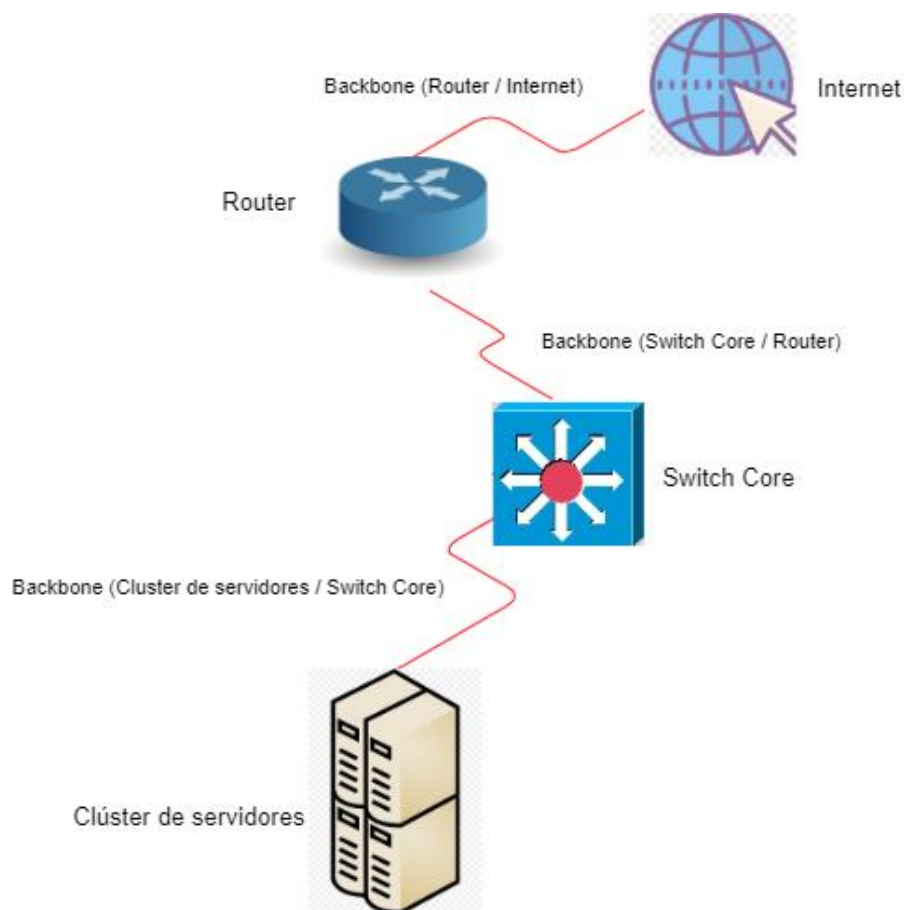 Backbone (Router / Internet)
Internet
Router
Backbone (Switch Core / Router)
Switch Core
Backbone (Cluster de servidores / Switch Core)
Clúster de servidores